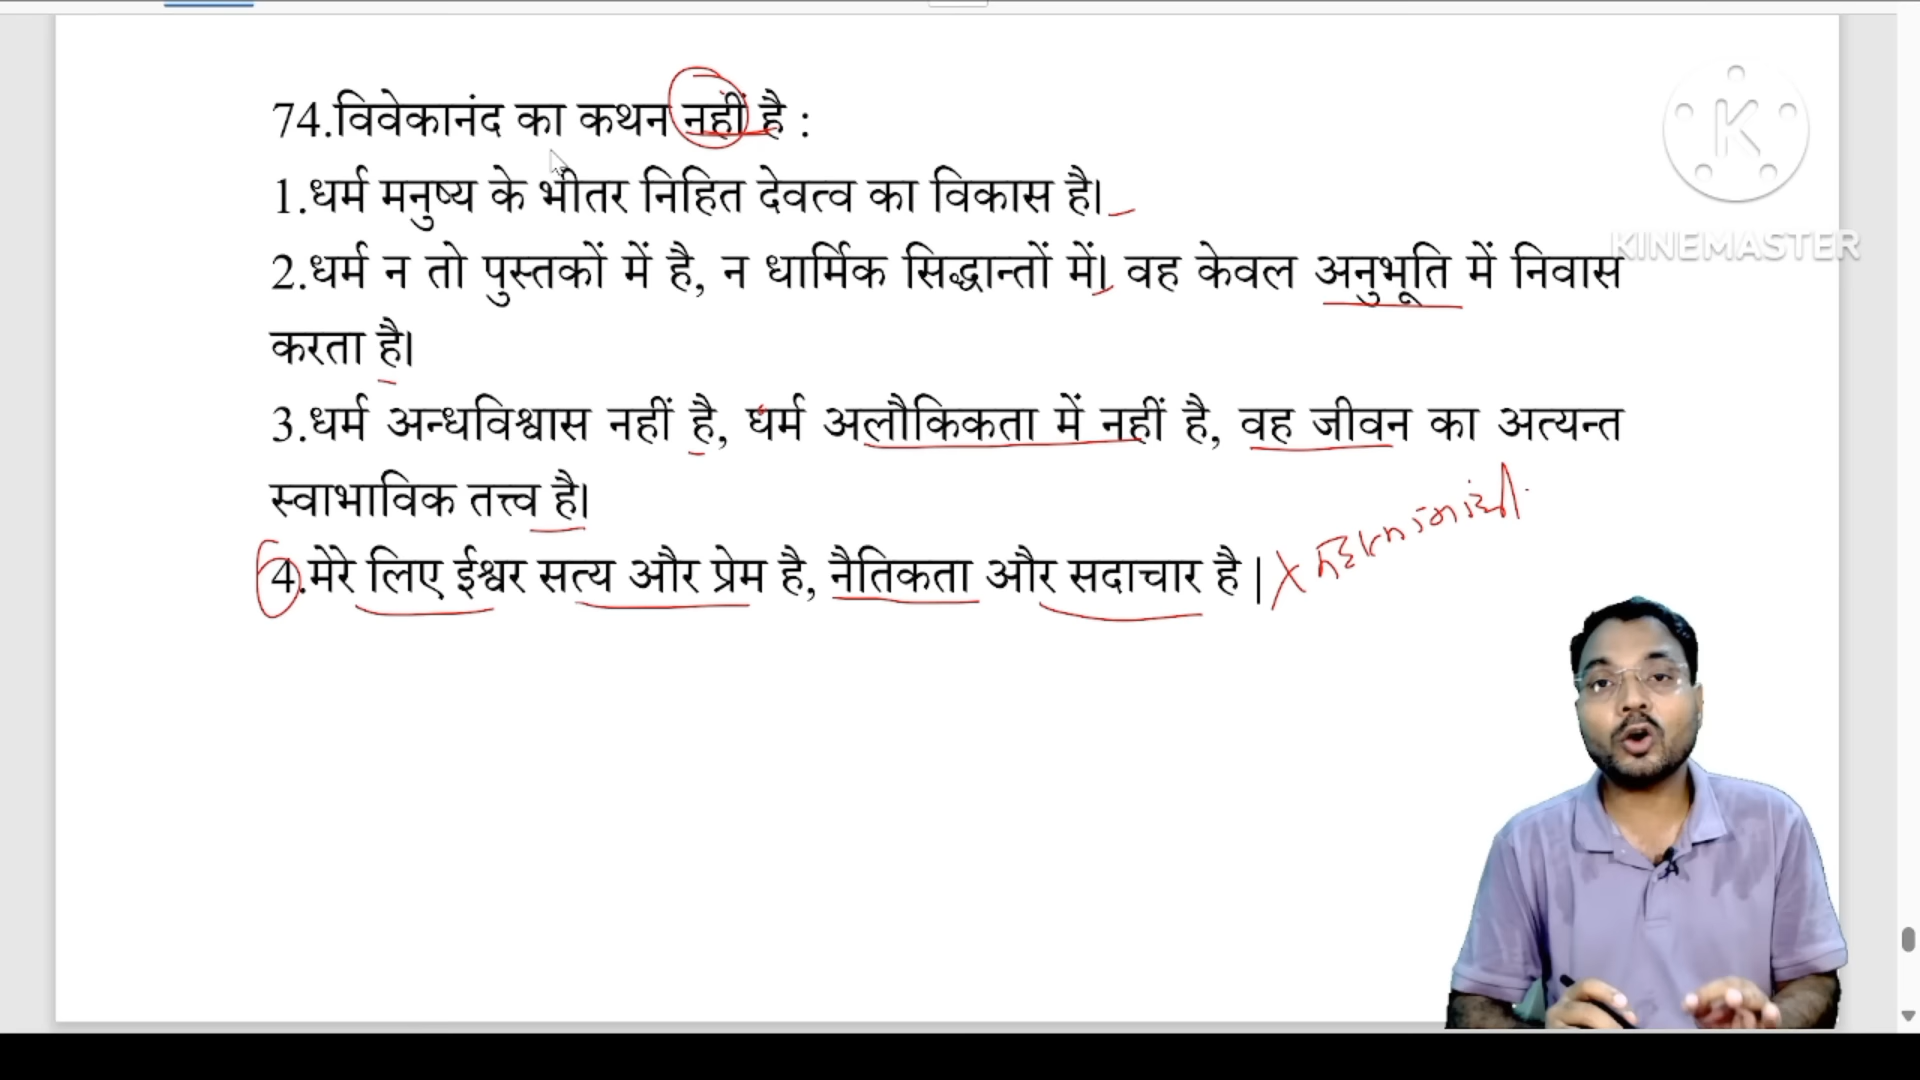 74.विवेकानंद का कथन नहीं है :
1.धर्म मनुष्य के भीतर निहित देवत्व का विकास है।
2.धर्म न तो पुस्तकों में है, न धार्मिक सिद्धान्तों में। वह केवल अनुभूति में निवास
करता है।
3.धर्म अन्धविश्वास नहीं है, धर्म अलौकिकता में नहीं है, वह जीवन का अत्यन्त
स्वाभाविक तत्त्व है।
4.मेरे लिए ईश्वर सत्य और प्रेम है, नैतिकता और सदाचार है |
KINEMASTER